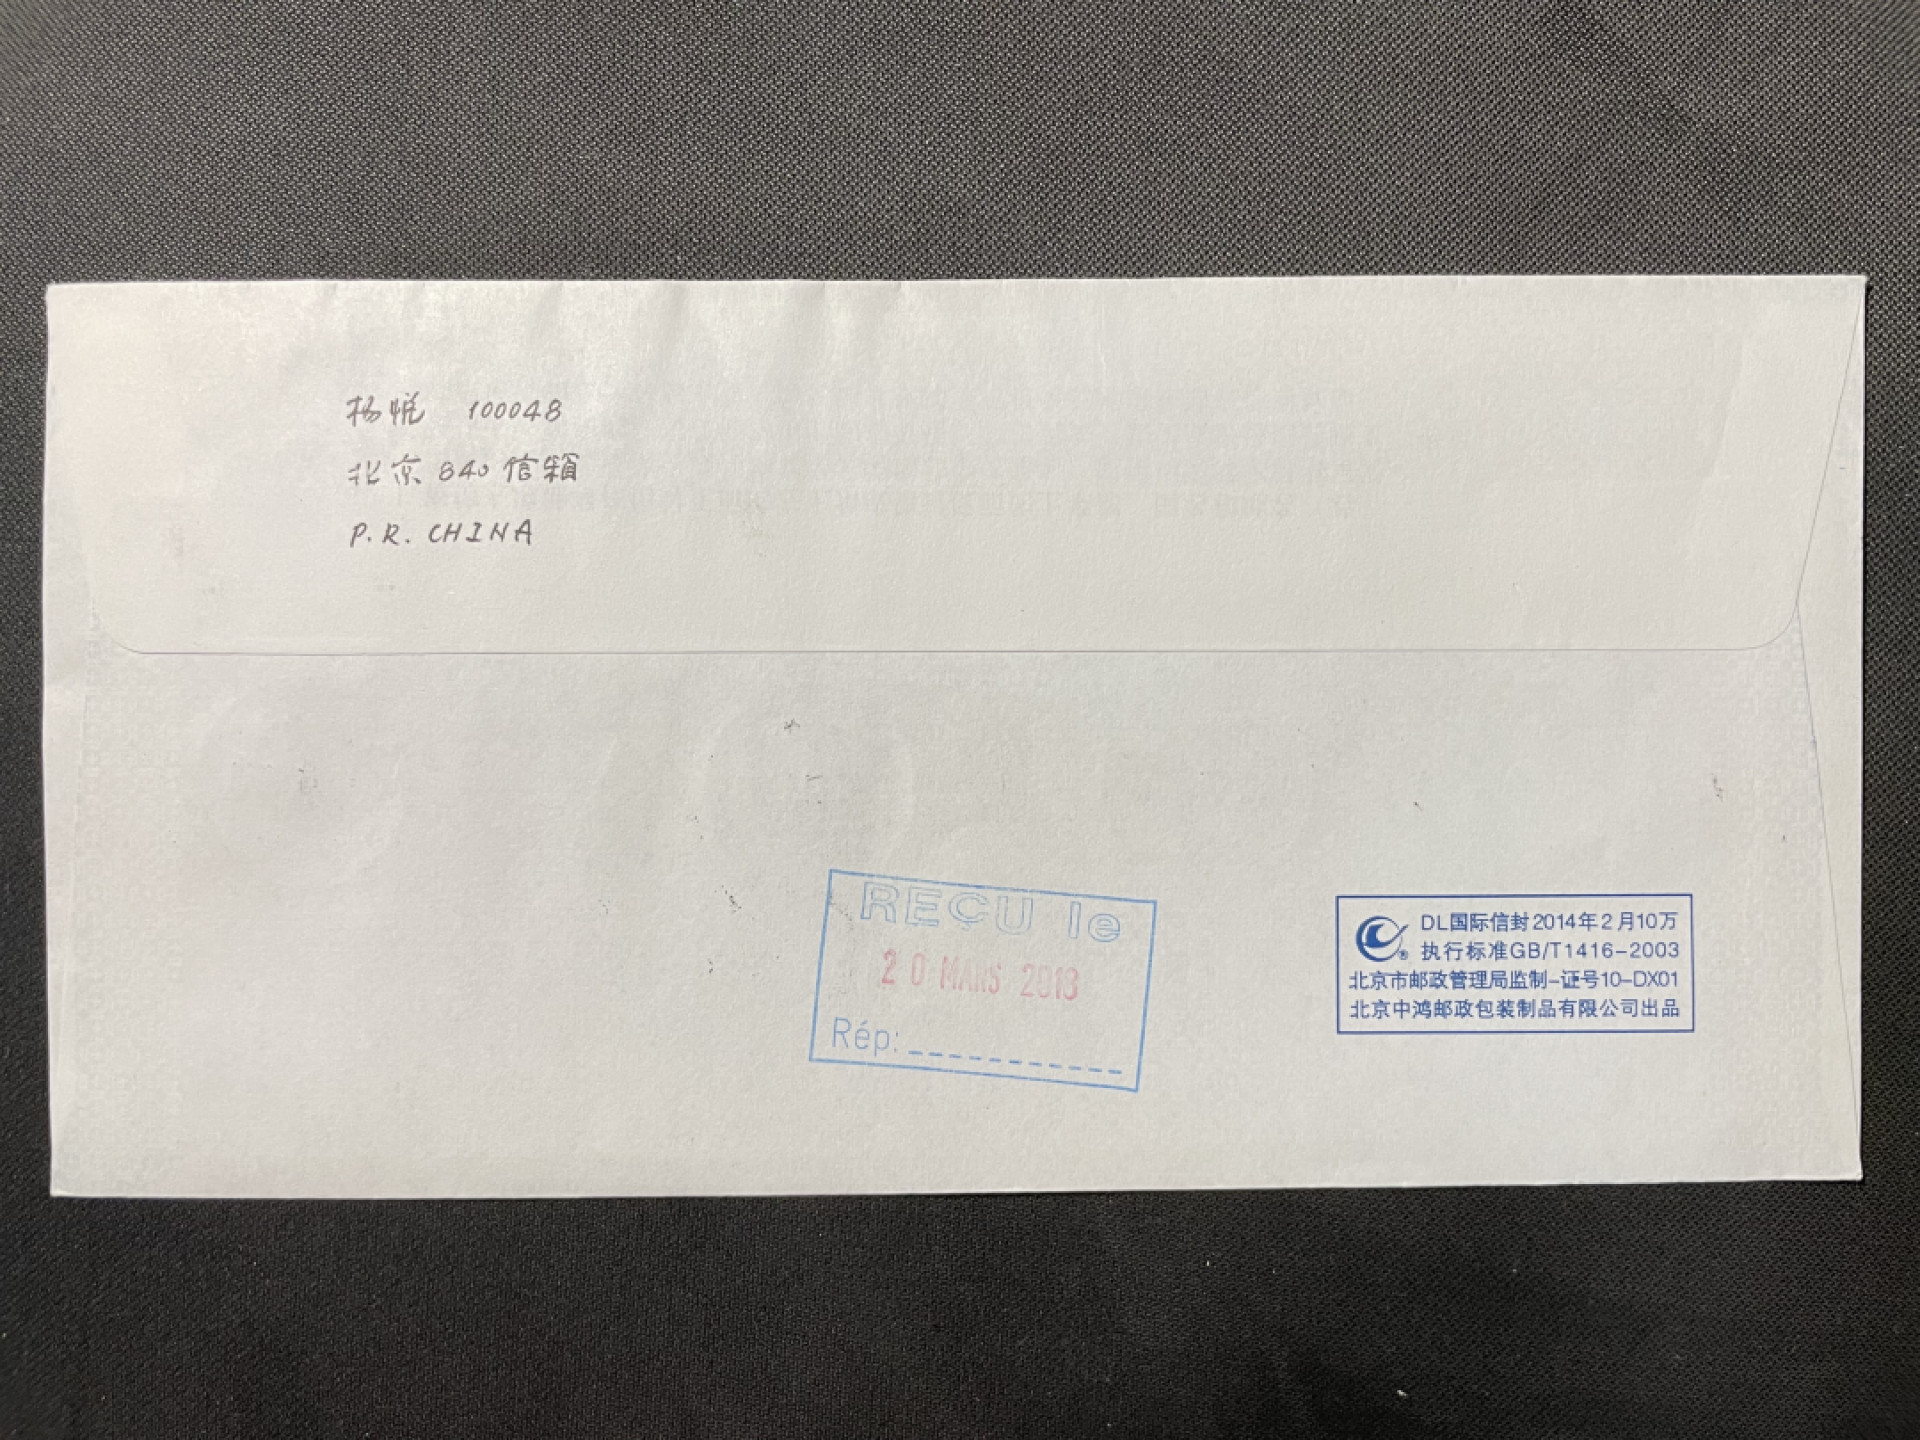 杨悦 100048
北京 840 信箱
P.R. CHINA
REÇU le
20 MARS 2018
Rép:
DL国际信封2014年2月10万
执行标准GB/T1416-2003
北京市邮政管理局监制-证号10-DX01
北京中鸿邮政包装制品有限公司出品